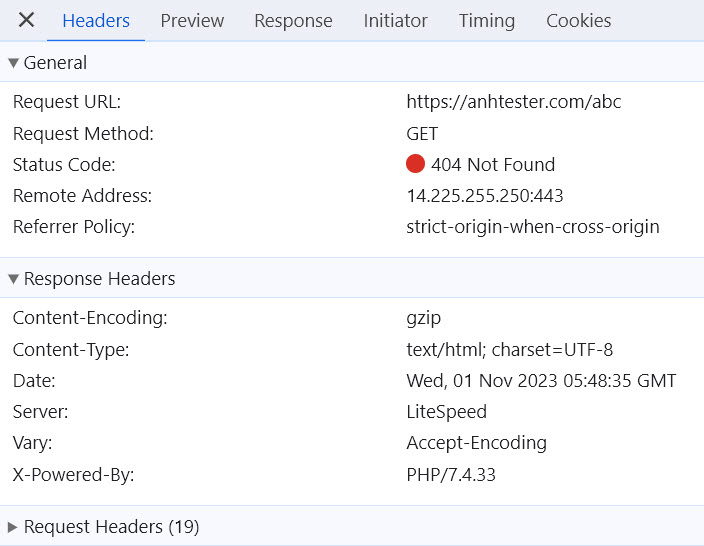 Headers Preview Response Initiator Timing Cookies
General
Request URL: https://anhtester.com/abc
Request Method: GET
Status Code: 404 Not Found
Remote Address: 14.225.255.250:443
Referrer Policy: strict-origin-when-cross-origin
Response Headers
Content-Encoding: gzip
Content-Type: text/html; charset=UTF-8
Date: Wed, 01 Nov 2023 05:48:35 GMT
Server: LiteSpeed
Vary: Accept-Encoding
X-Powered-By: PHP/7.4.33
Request Headers (19)